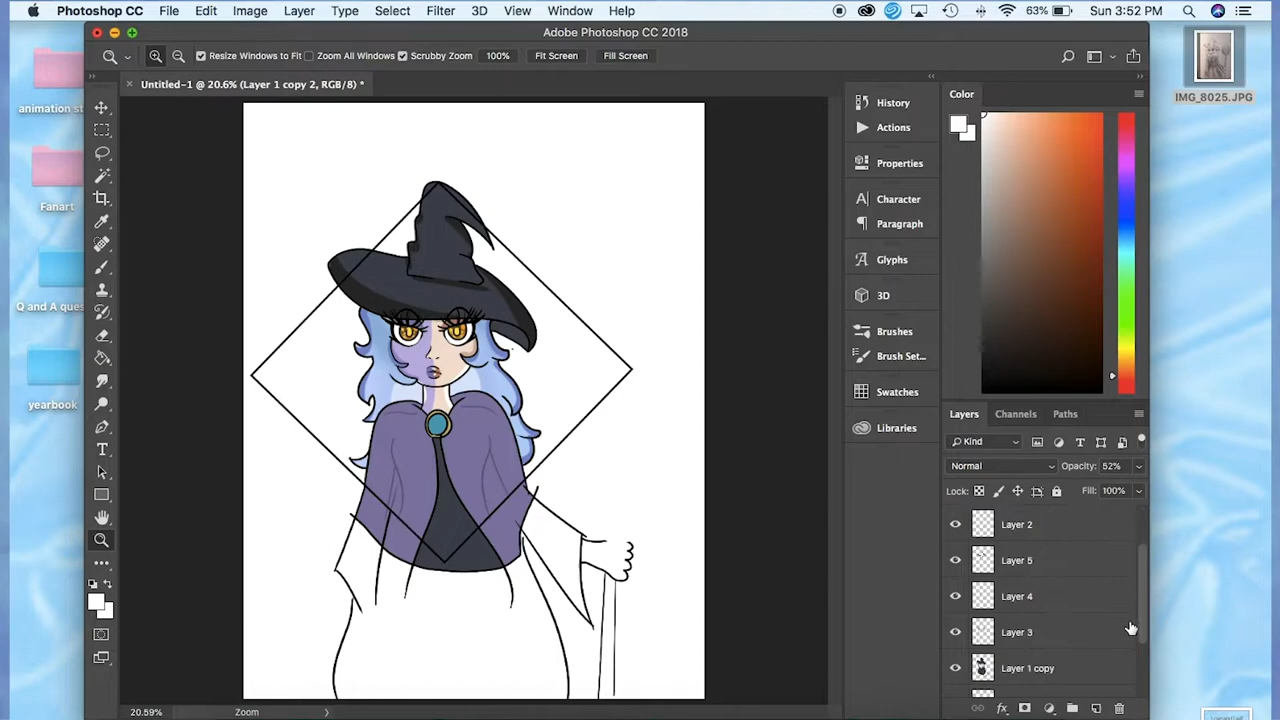 Photoshop CC File Edit Image Layer Type Select Filter 3D View Window Help 63% Sun 3:52 PM
Adobe Photoshop CC 2018
Resize Windows to Fit Zoom All Windows Scrubby Zoom 100% Fit Screen Fill Screen
Untitled-1 @ 20.6% (Layer 1 copy 2, RGB/8) *
animation st
Fanart
Q and A ques
yearbook
IMG_8025.JPG
History
Actions
Properties
Character
Paragraph
Glyphs
3D
Brushes
Brush Set...
Swatches
Libraries
Color
Layers Channels Paths
Kind
Normal Opacity: 52%
Lock: Fill: 100%
Layer 2
Layer 5
Layer 4
Layer 3
Layer 1 copy
20.59% Zoom